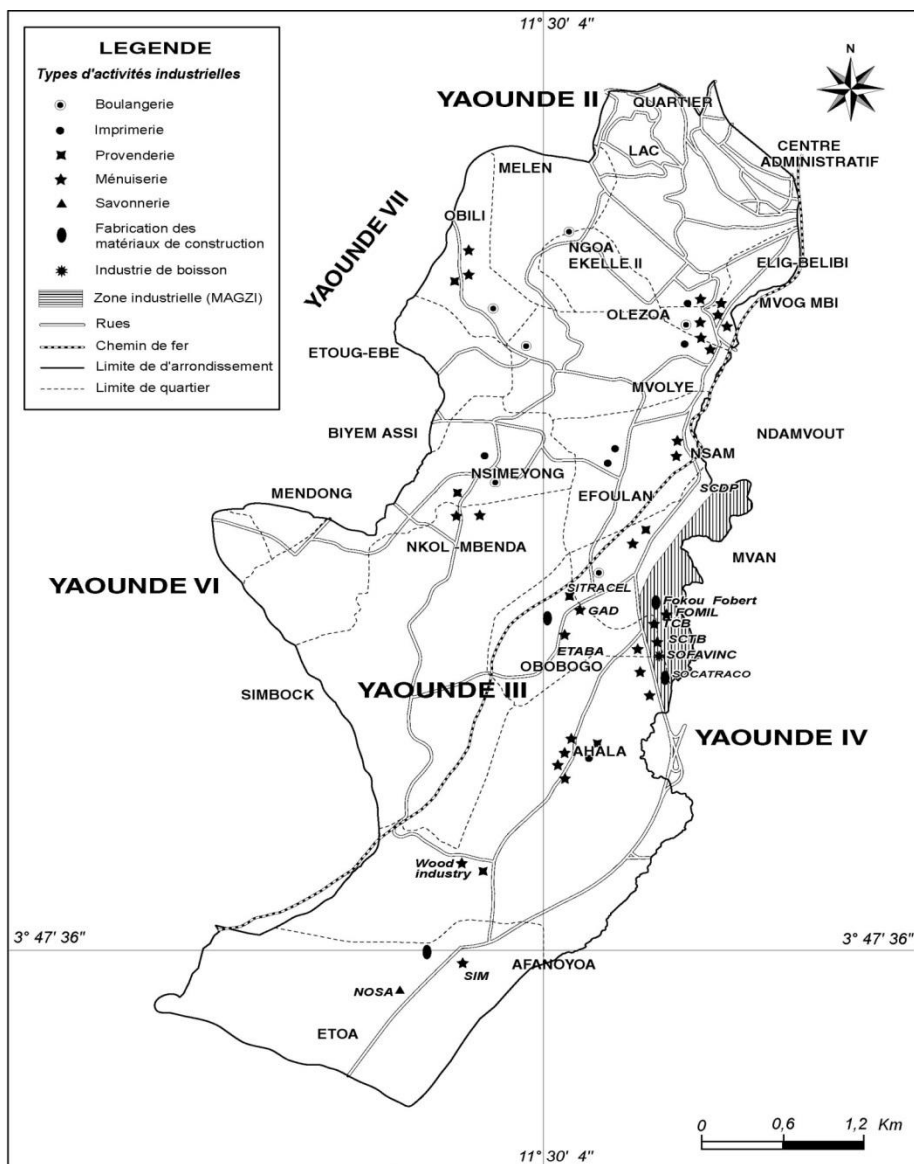 11° 30' 4"
LEGENDE
Types d'activités industrielles
Boulangerie
Imprimerie
Provenderie
Ménuiserie
Savonnerie
Fabrication des
matériaux de construction
Industrie de boisson
Zone industrielle (MAGZI)
Rues
Chemin de fer
Limite de d'arrondissement
Limite de quartier
N
YAOUNDE II
QUARTIER
LAC
CENTRE
ADMINISTRATIF
MELEN
YAOUNDE VII
OBILI
NGOA
EKELLE II
ELIG-BELIBI
OLEZOA
MVOG MBI
ETOUG-EBE
MVOLYE
BIYEM ASSI
NDAMVOUT
NSAM
NSIMEYONG
SCDP
MENDONG
EFOULAN
NKOL -MBENDA
MVAN
YAOUNDE VI
SITRACEL
GAD
Fokou Fobert
FOMIL
TCB
SCTB
ETABA
SOFAVINC
OBOBOGO
SOCATRACO
SIMBOCK
YAOUNDE III
YAOUNDE IV
AHALA
Wood
industry
3° 47' 36"
3° 47' 36"
AFANOYOA
SIM
NOSA
ETOA
0 0,6 1,2 Km
11° 30' 4"